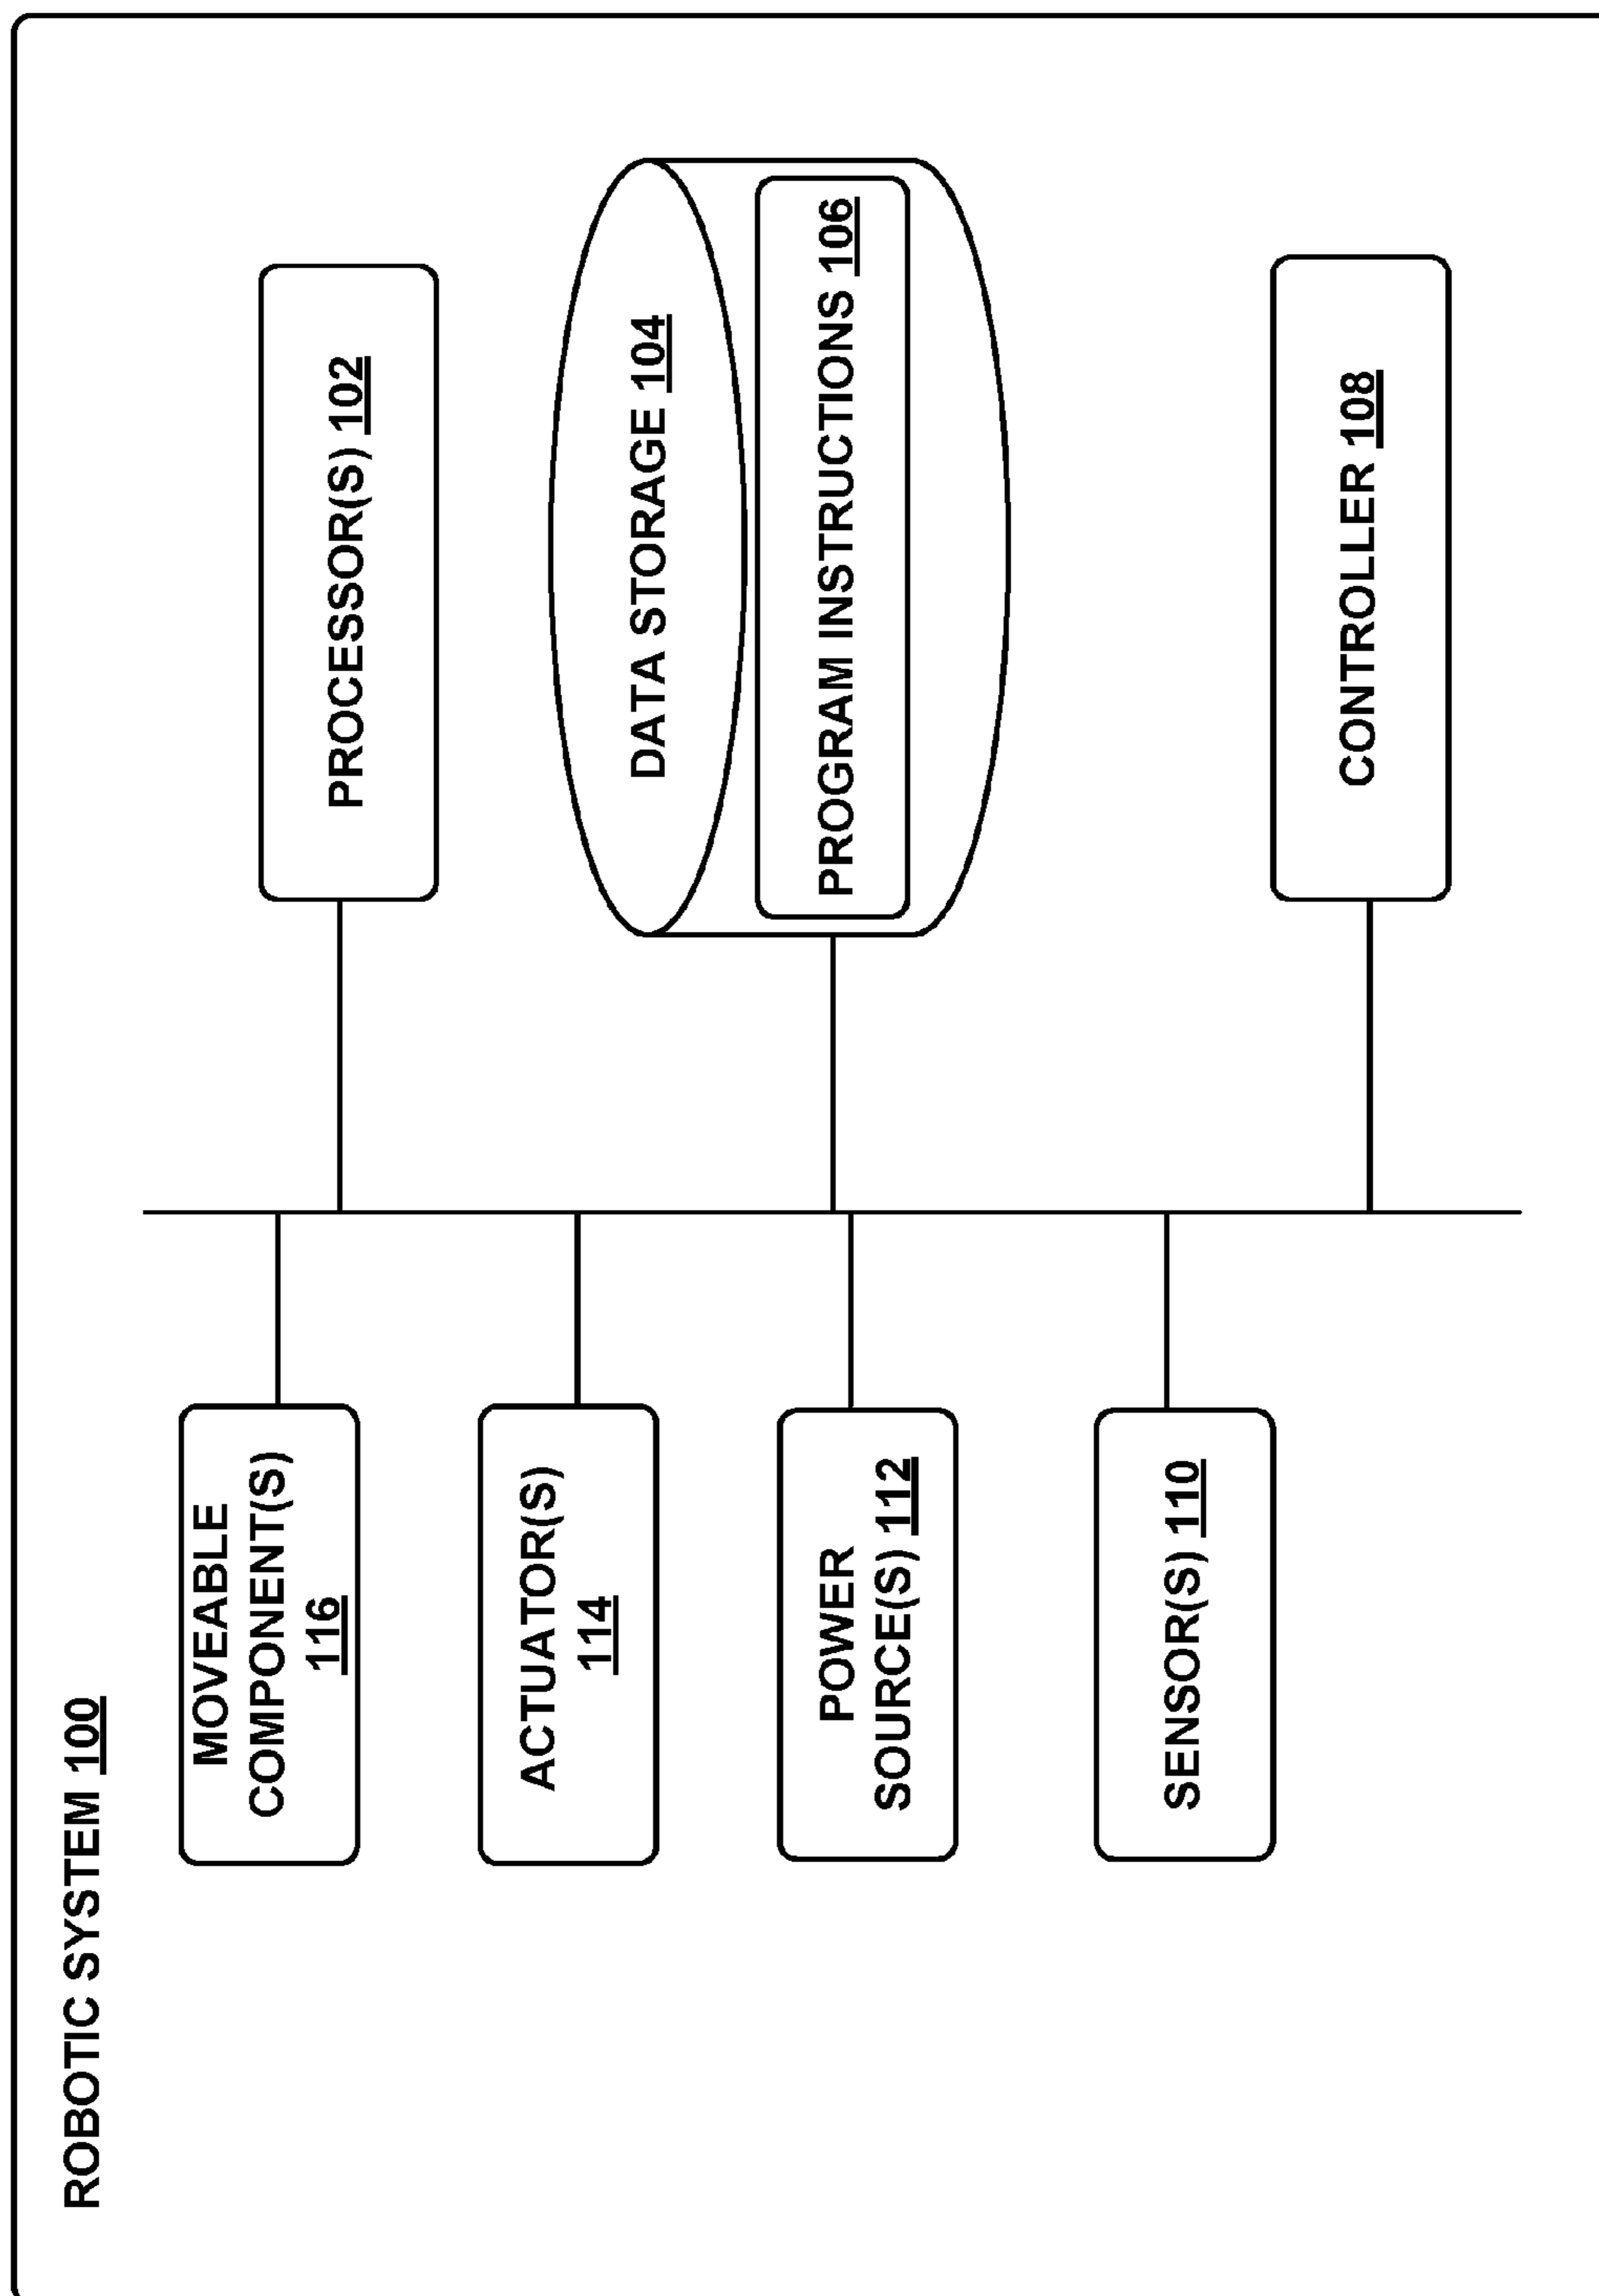 ROBOTIC SYSTEM 100
MOVEABLE
COMPONENT(S)
116
ACTUATOR(S)
114
POWER
SOURCE(S) 112
SENSOR(S) 110
PROCESSOR(S) 102
DATA STORAGE 104
PROGRAM INSTRUCTIONS 106
CONTROLLER 108